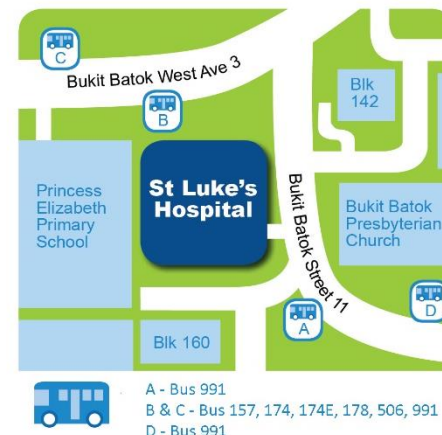 C
Bukit Batok West Ave 3
B
Blk
142
Princess
Elizabeth
Primary
School
St Luke's
Hospital
Bukit Batok Street 11
Bukit Batok
Presbyterian
Church
D
A
Blk 160
A - Bus 991
B & C - Bus 157, 174, 174E, 178, 506, 991
D - Bus 991